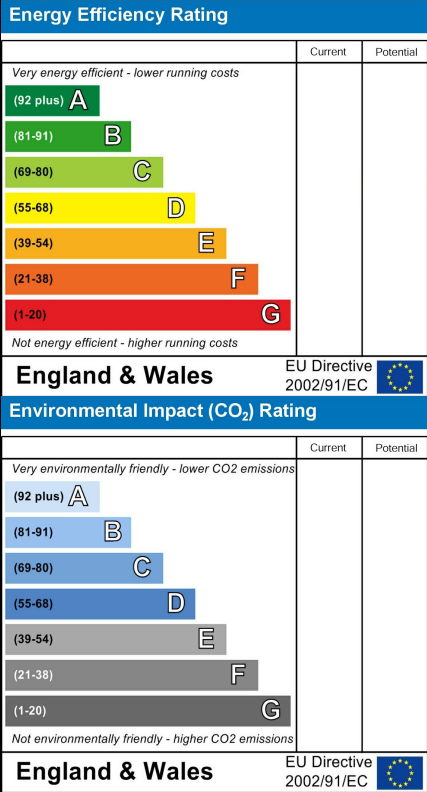 Energy Efficiency Rating
Current Potential
Very energy efficient - lower running costs
(92 plus) A
(81-91) B
(69-80) C
(55-68) D
(39-54) E
(21-38) F
(1-20) G
Not energy efficient - higher running costs
England & Wales
EU Directive
2002/91/EC
Environmental Impact (CO₂) Rating
Current Potential
Very environmentally friendly - lower CO2 emissions
(92 plus) A
(81-91) B
(69-80) C
(55-68) D
(39-54) E
(21-38) F
(1-20) G
Not environmentally friendly - higher CO2 emissions
England & Wales
EU Directive
2002/91/EC